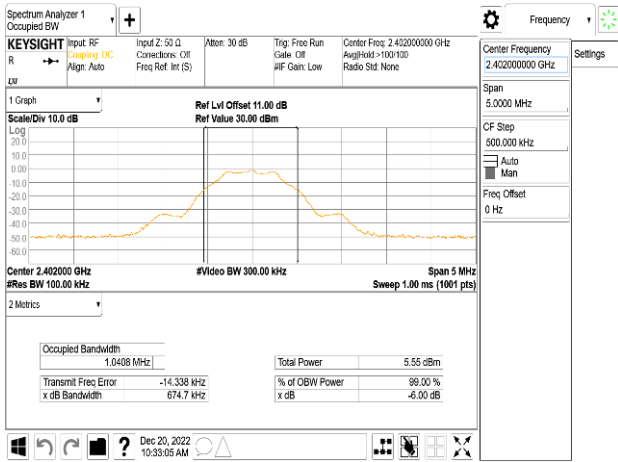 Spectrum Analyzer 1
Occupied BW
Frequency
KEYSIGHT
Input: RF
Coupling: DC
Align: Auto
Input Z: 50 Ω
Corrections: Off
Freq Ref: Int (S)
Atten: 30 dB
Trig: Free Run
Gate: Off
#IF Gain: Low
Center Freq: 2.402000000 GHz
Avg|Hold:>100/100
Radio Std: None
R
Center Frequency
2.402000000 GHz
Settings
Span
5.0000 MHz
CF Step
500.000 kHz
Auto
Man
Freq Offset
0 Hz
1 Graph
Scale/Div 10.0 dB
Ref Lvl Offset 11.00 dB
Ref Value 30.00 dBm
Log
20.0
10.0
0.00
-10.0
-20.0
-30.0
-40.0
-50.0
-60.0
Center 2.402000 GHz
#Video BW 300.00 kHz
Span 5 MHz
#Res BW 100.00 kHz
Sweep 1.00 ms (1001 pts)
2 Metrics
Occupied Bandwidth
1.0408 MHz
Total Power 5.55 dBm
Transmit Freq Error -14.338 kHz
% of OBW Power 99.00 %
x dB Bandwidth 674.7 kHz
x dB -6.00 dB
?
Dec 20, 2022
10:33:05 AM